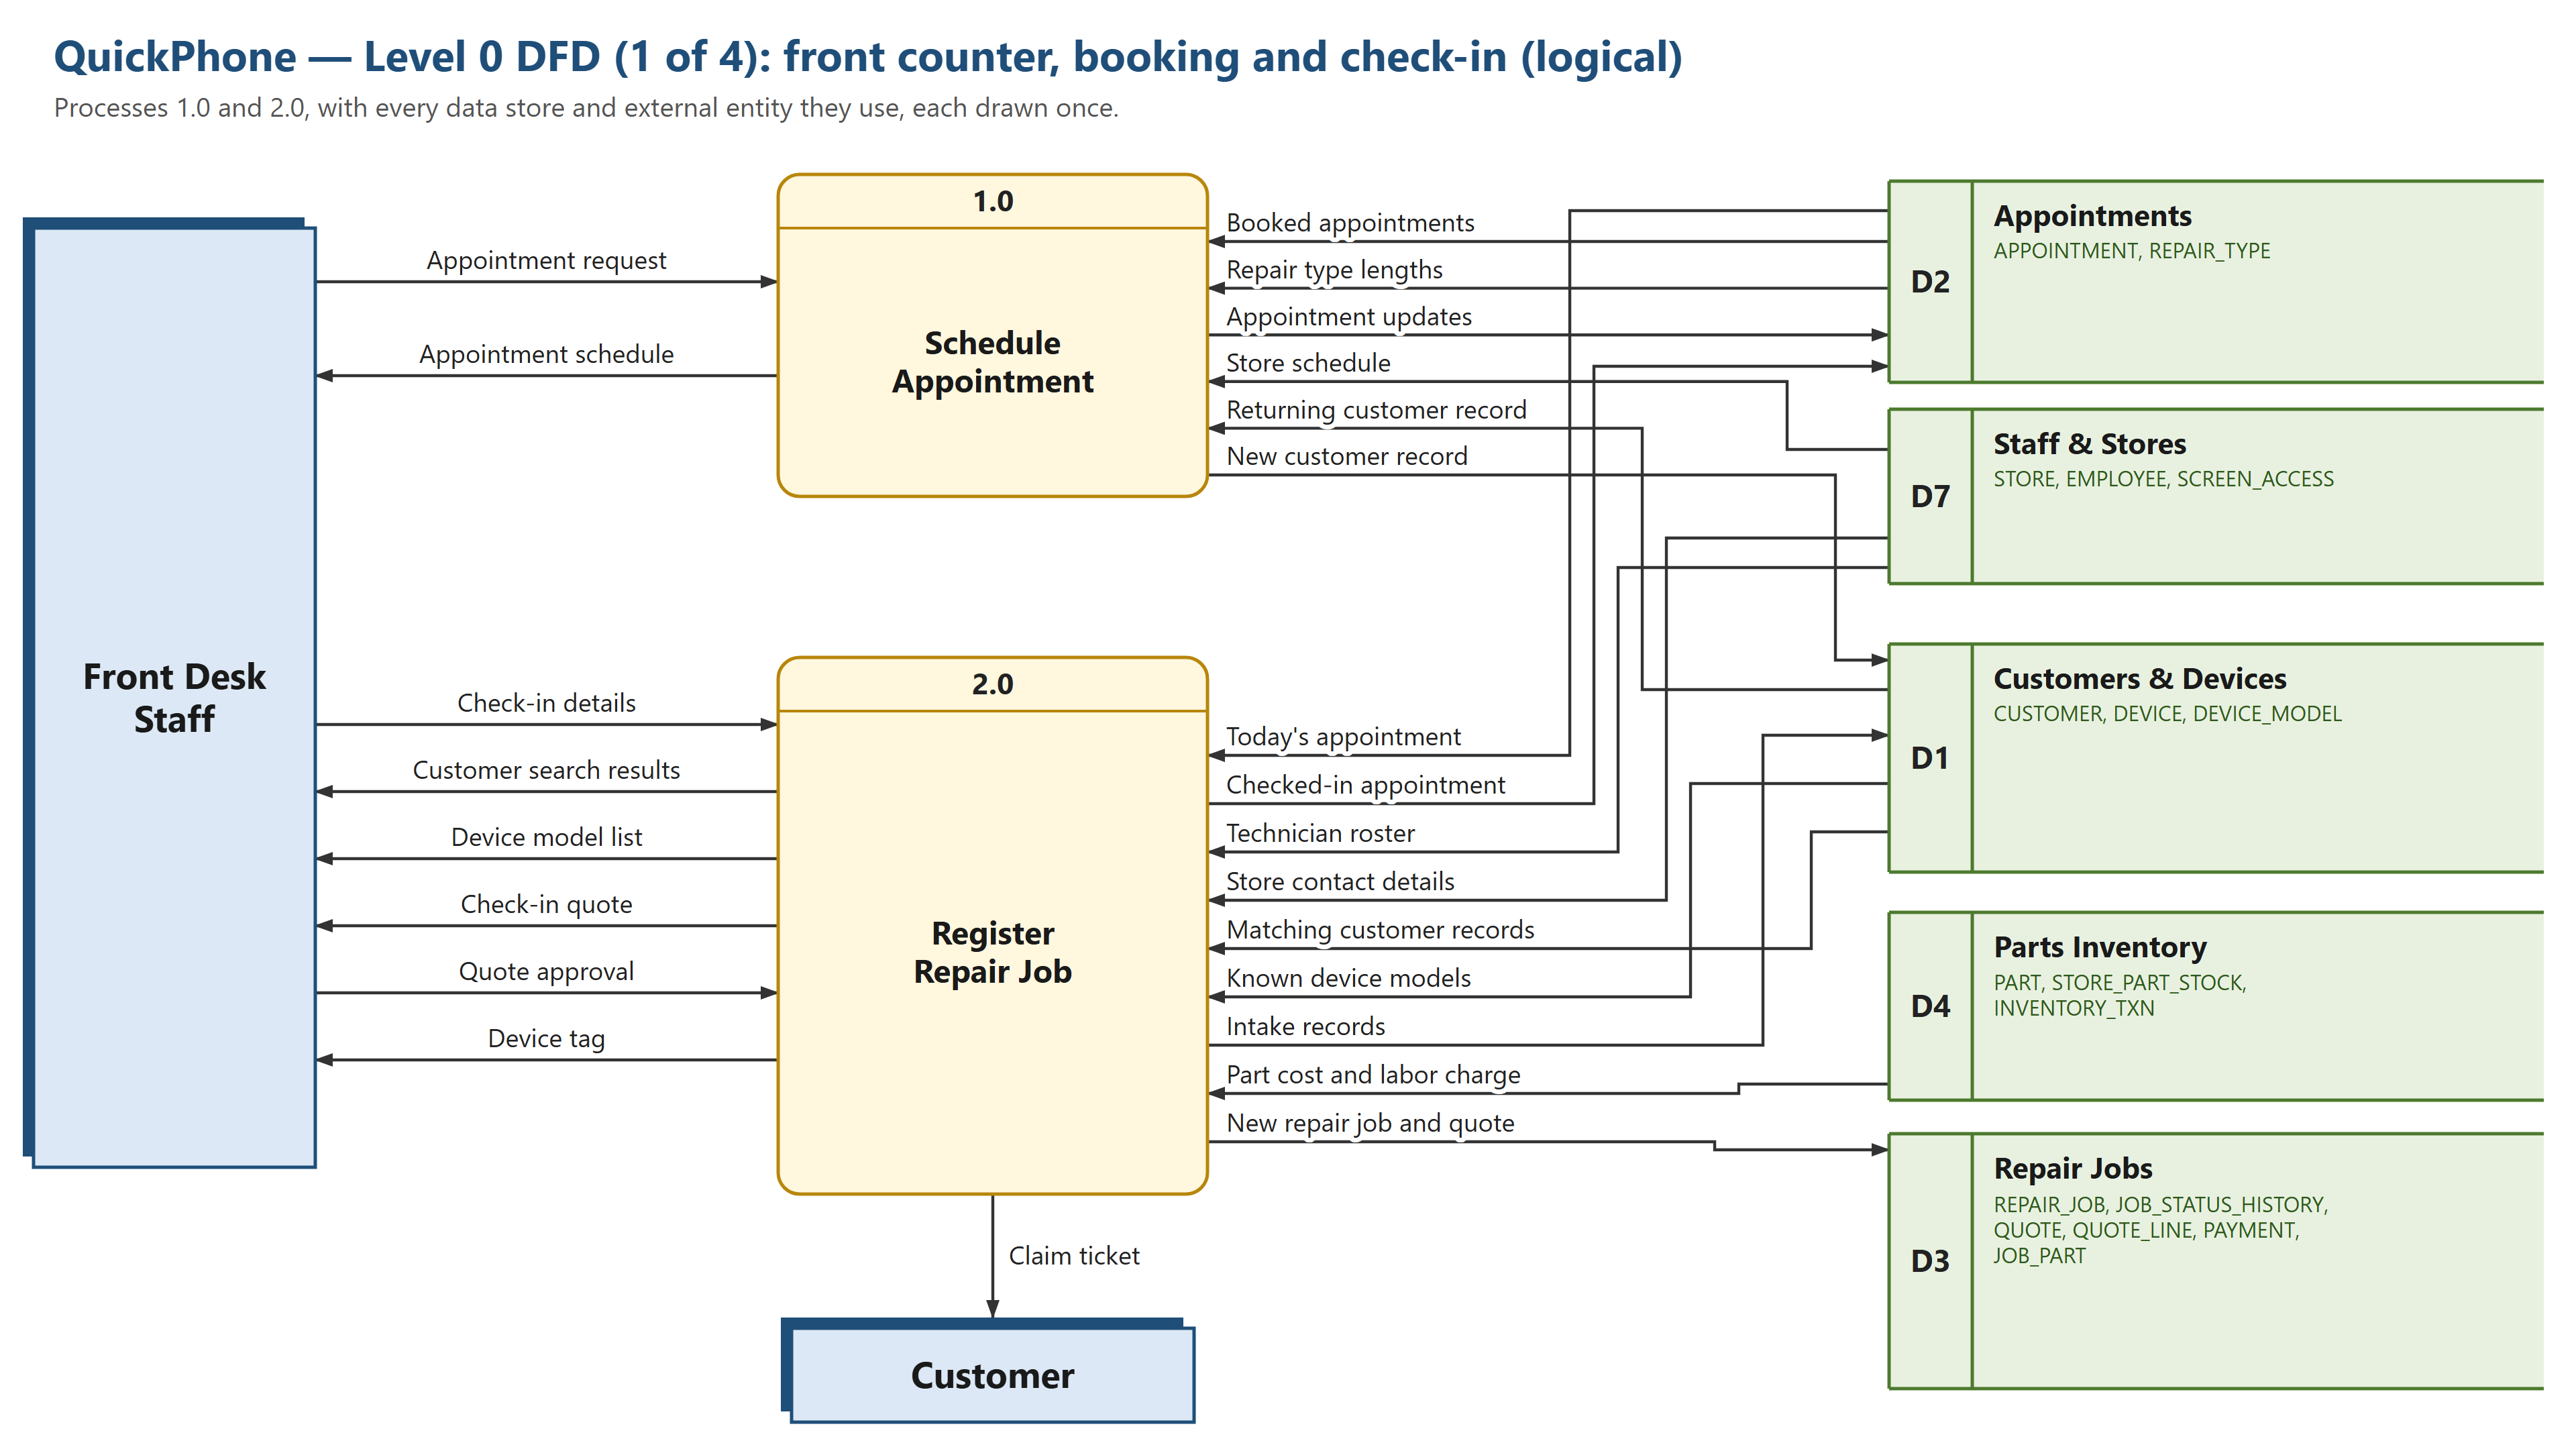 QuickPhone — Level 0 DFD (1 of 4): front counter, booking and check-in (logical)
Processes 1.0 and 2.0, with every data store and external entity they use, each drawn once.
Front Desk
Staff
Appointment request
Appointment schedule
Check-in details
Customer search results
Device model list
Check-in quote
Quote approval
Device tag
1.0
Schedule
Appointment
Booked appointments
Repair type lengths
Appointment updates
Store schedule
Returning customer record
New customer record
2.0
Register
Repair Job
Today's appointment
Checked-in appointment
Technician roster
Store contact details
Matching customer records
Known device models
Intake records
Part cost and labor charge
New repair job and quote
Claim ticket
Customer
D2
Appointments
APPOINTMENT, REPAIR_TYPE
D7
Staff & Stores
STORE, EMPLOYEE, SCREEN_ACCESS
D1
Customers & Devices
CUSTOMER, DEVICE, DEVICE_MODEL
D4
Parts Inventory
PART, STORE_PART_STOCK,
INVENTORY_TXN
D3
Repair Jobs
REPAIR_JOB, JOB_STATUS_HISTORY,
QUOTE, QUOTE_LINE, PAYMENT,
JOB_PART